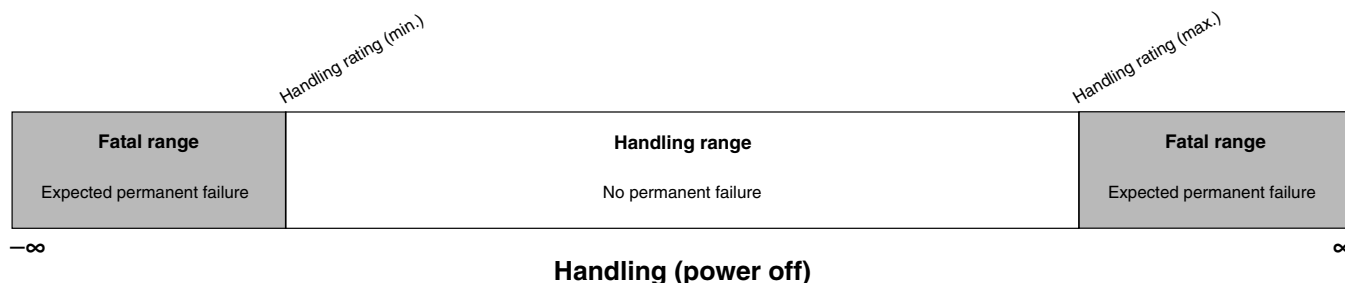 Handling rating (min.)
Handling rating (max.)
Fatal range
Handling range
Fatal range
Expected permanent failure
No permanent failure
Expected permanent failure
–∞
∞
Handling (power off)